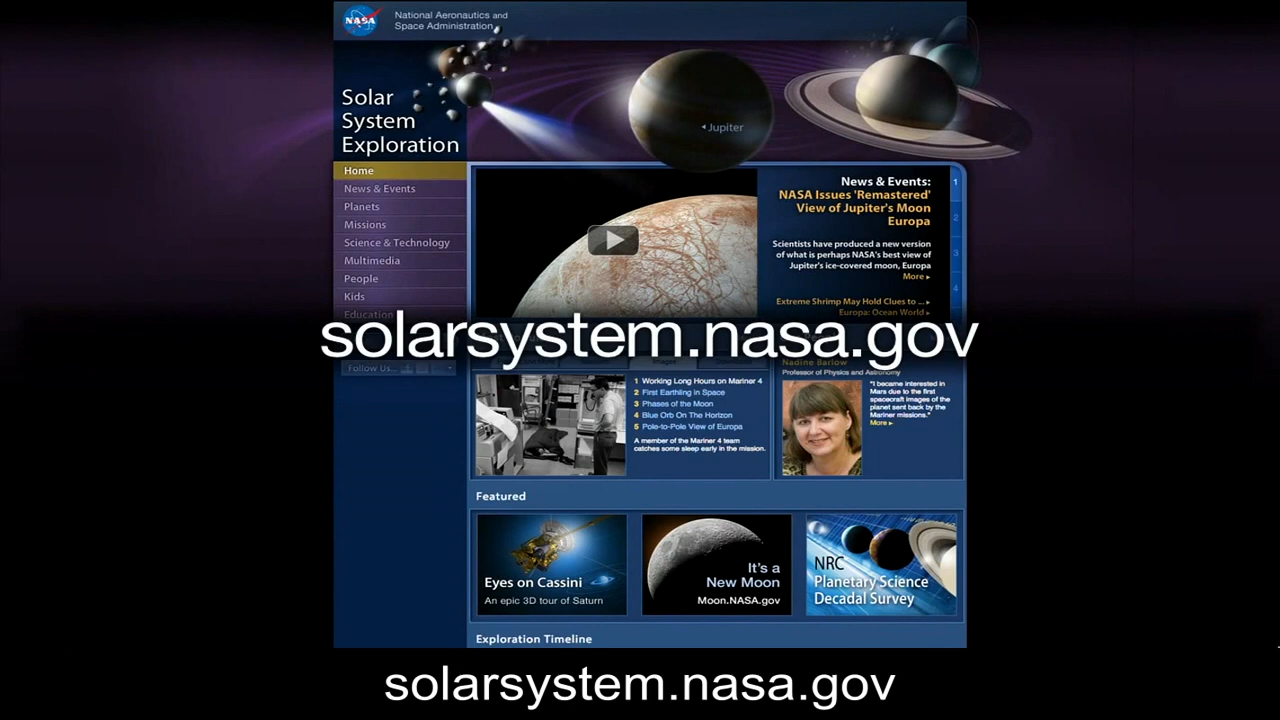 NASA
National Aeronautics and
Space Administration
Solar
System
Exploration
Jupiter
Home
News & Events
Planets
Missions
Science & Technology
Multimedia
People
Kids
Education
Follow Us...
News & Events:
NASA Issues 'Remastered'
View of Jupiter's Moon
Europa
Scientists have produced a new version
of what is perhaps NASA's best view of
Jupiter's ice-covered moon, Europa
More
Extreme Shrimp May Hold Clues to ...
Europa: Ocean World
1
2
3
4
solarsystem.nasa.gov
1 Working Long Hours on Mariner 4
2 First Earthling in Space
3 Phases of the Moon
4 Blue Orb On The Horizon
5 Pole-to-Pole View of Europa
A member of the Mariner 4 team
catches some sleep early in the mission.
Nadine Barlow
Professor of Physics and Astronomy
"I became interested in
Mars due to the first
spacecraft images of the
planet sent back by the
Mariner missions."
More
Featured
Eyes on Cassini
An epic 3D tour of Saturn
It's a
New Moon
Moon.NASA.gov
NRC
Planetary Science
Decadal Survey
Exploration Timeline
solarsystem.nasa.gov